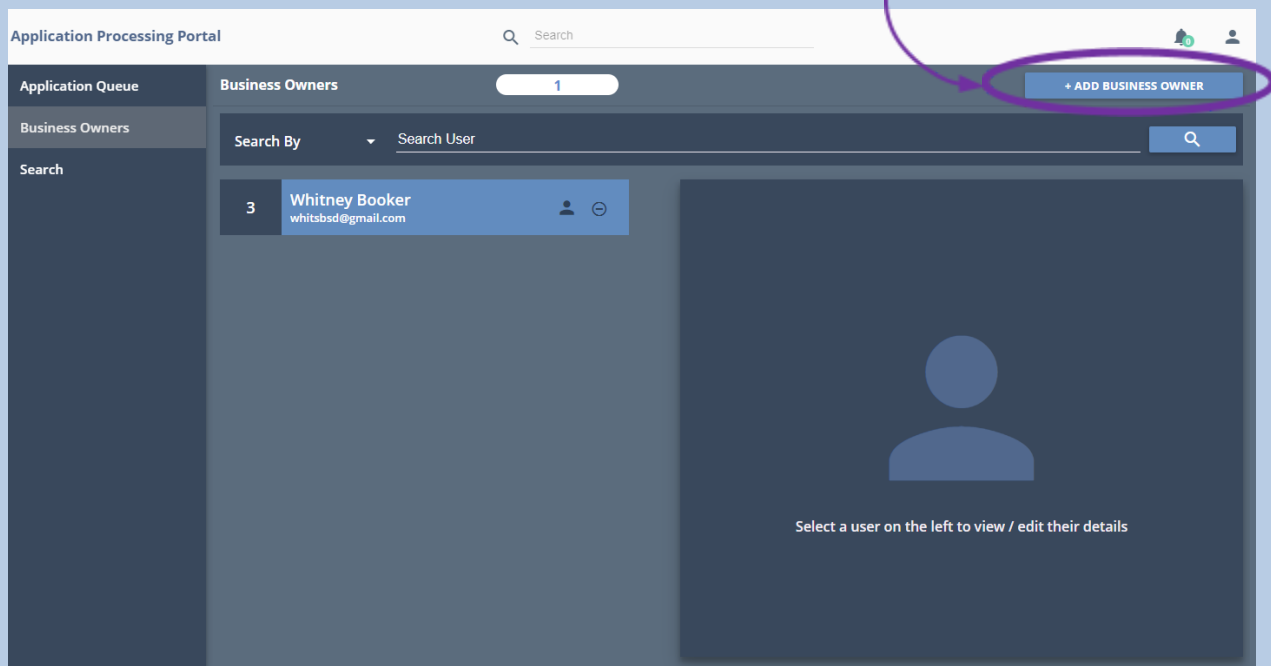 Application Processing Portal
Search
0
Application Queue
Business Owners
Search
Business Owners
1
+ ADD BUSINESS OWNER
Search By
Search User
3
Whitney Booker
whitsbsd@gmail.com
Select a user on the left to view / edit their details